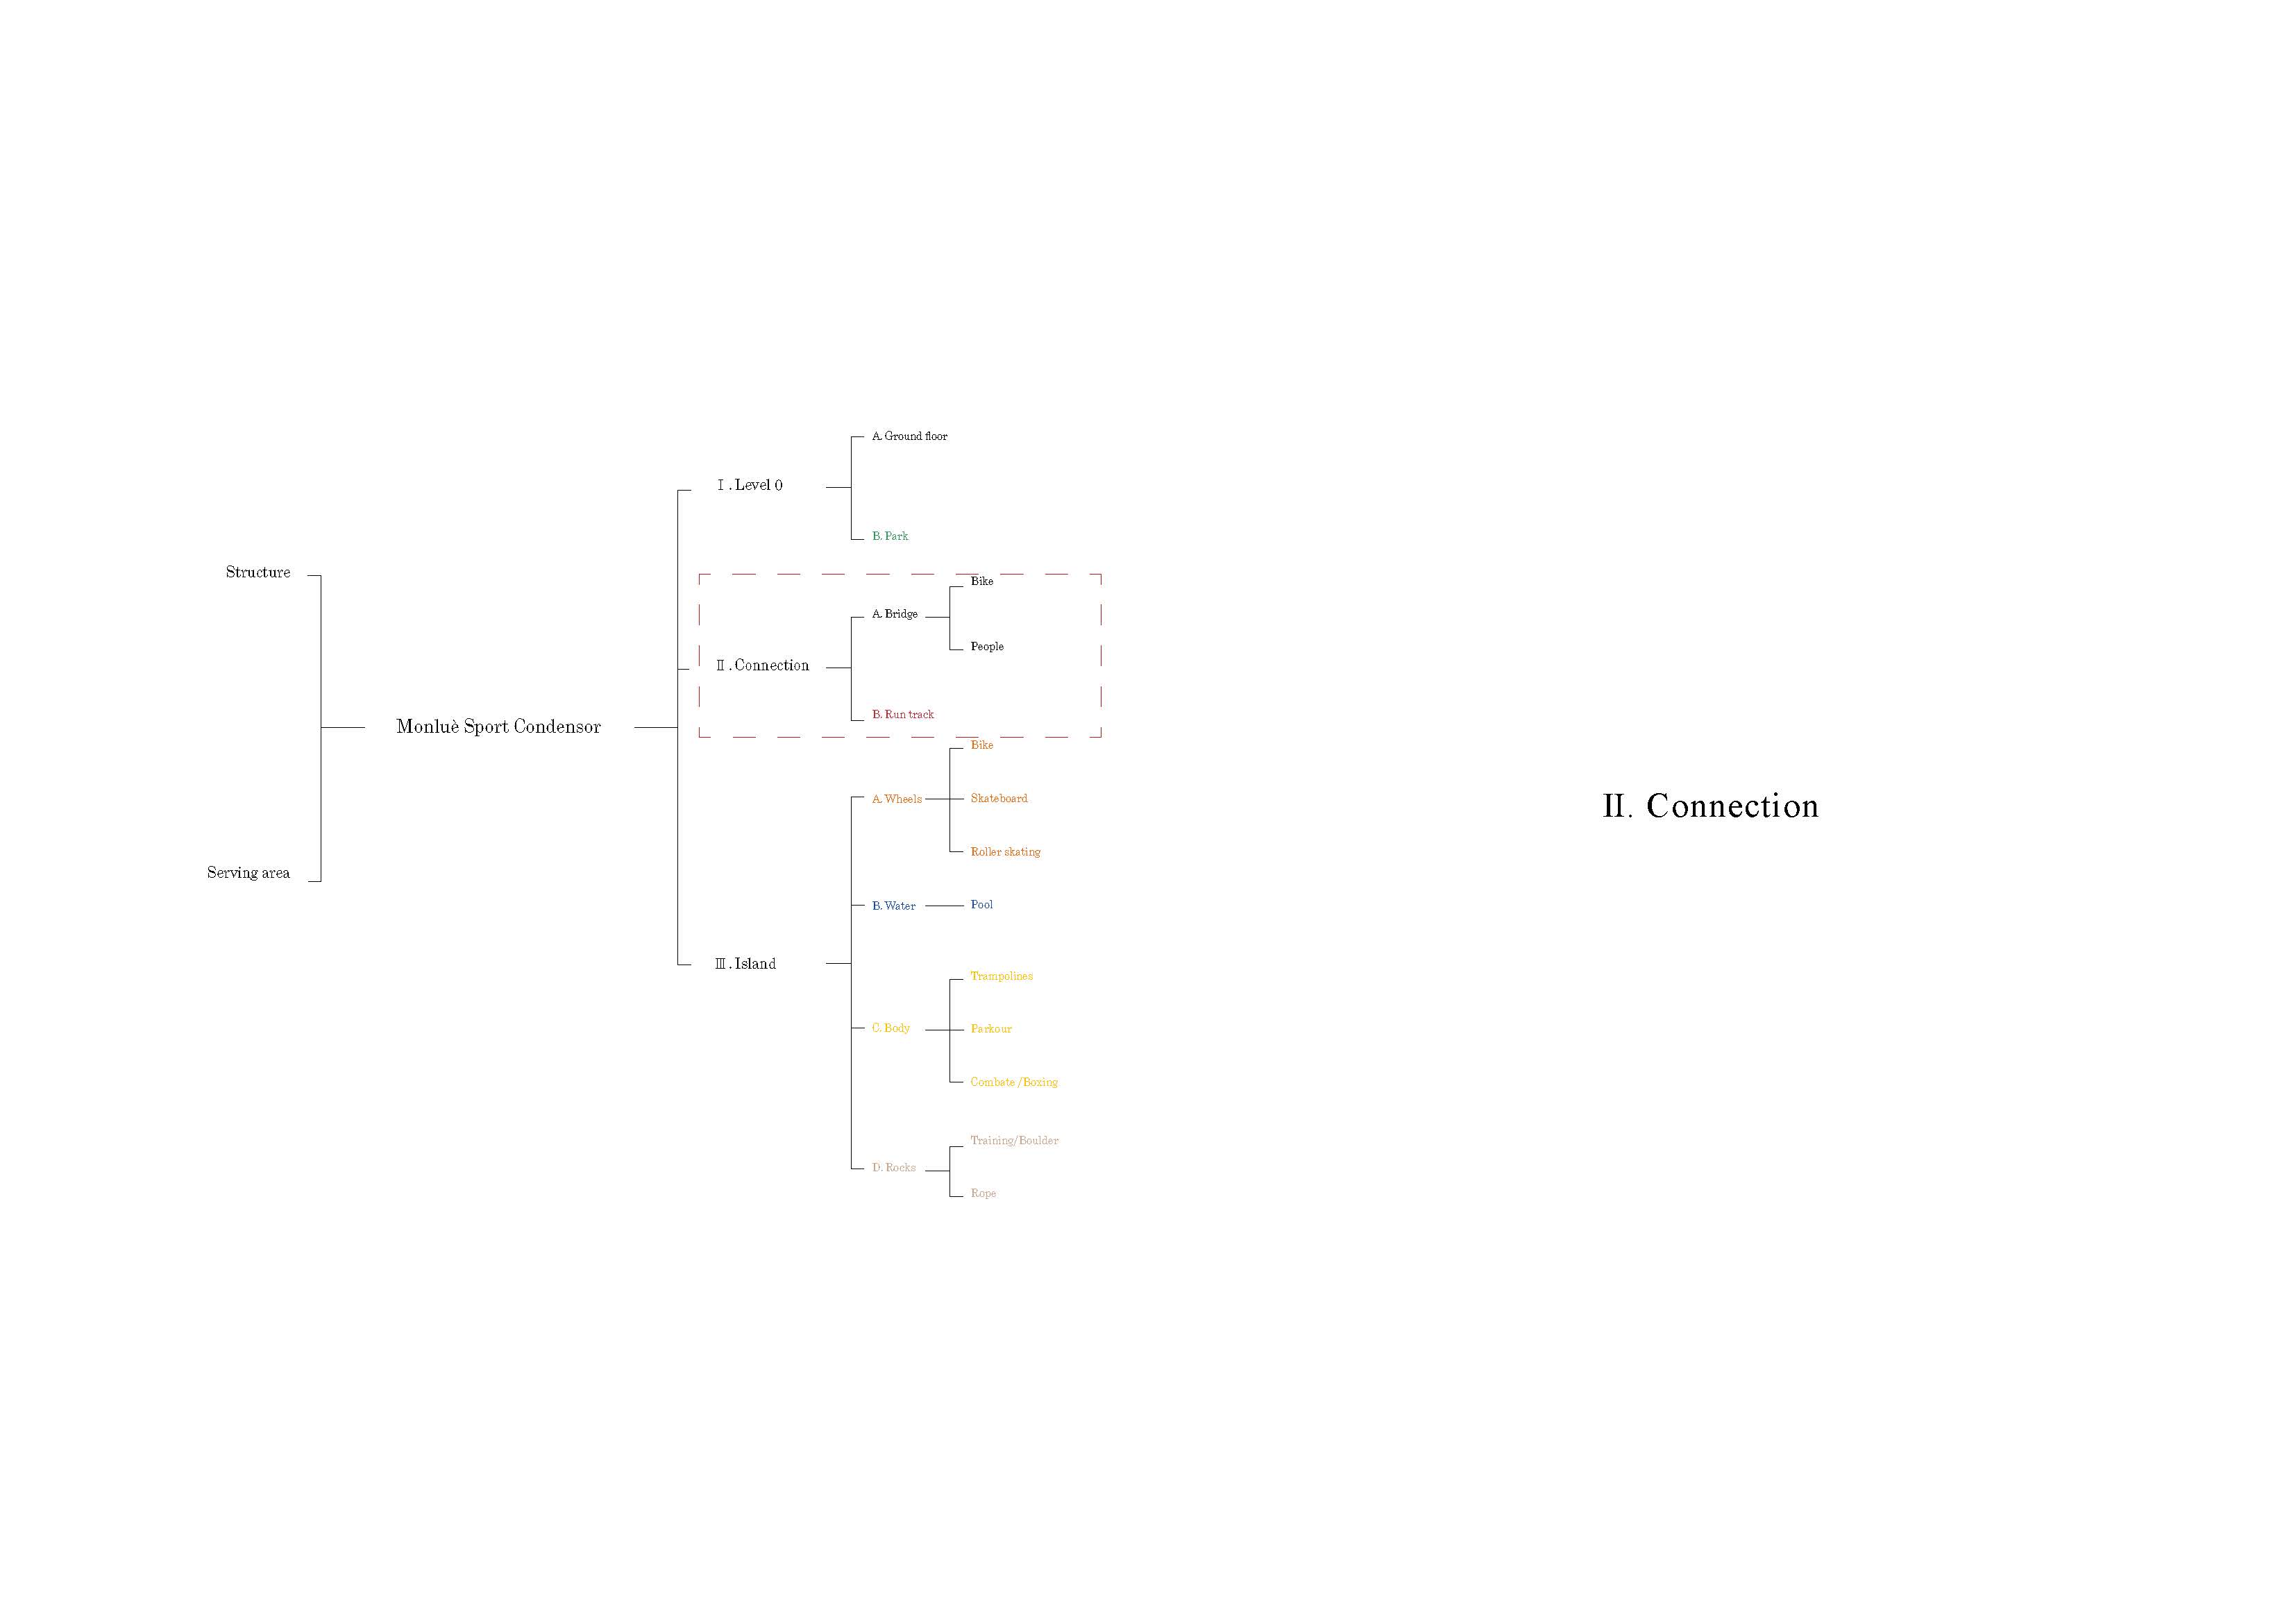 Structure
Serving area
Monluè Sport Condensor
Ⅰ. Level 0
A. Ground floor
B. Park
Ⅱ. Connection
A. Bridge
Bike
People
B. Run track
Ⅲ. Island
A. Wheels
Bike
Skateboard
Roller skating
B. Water
Pool
C. Body
Trampolines
Parkour
Combate /Boxing
D. Rocks
Training/Boulder
Rope
II. Connection